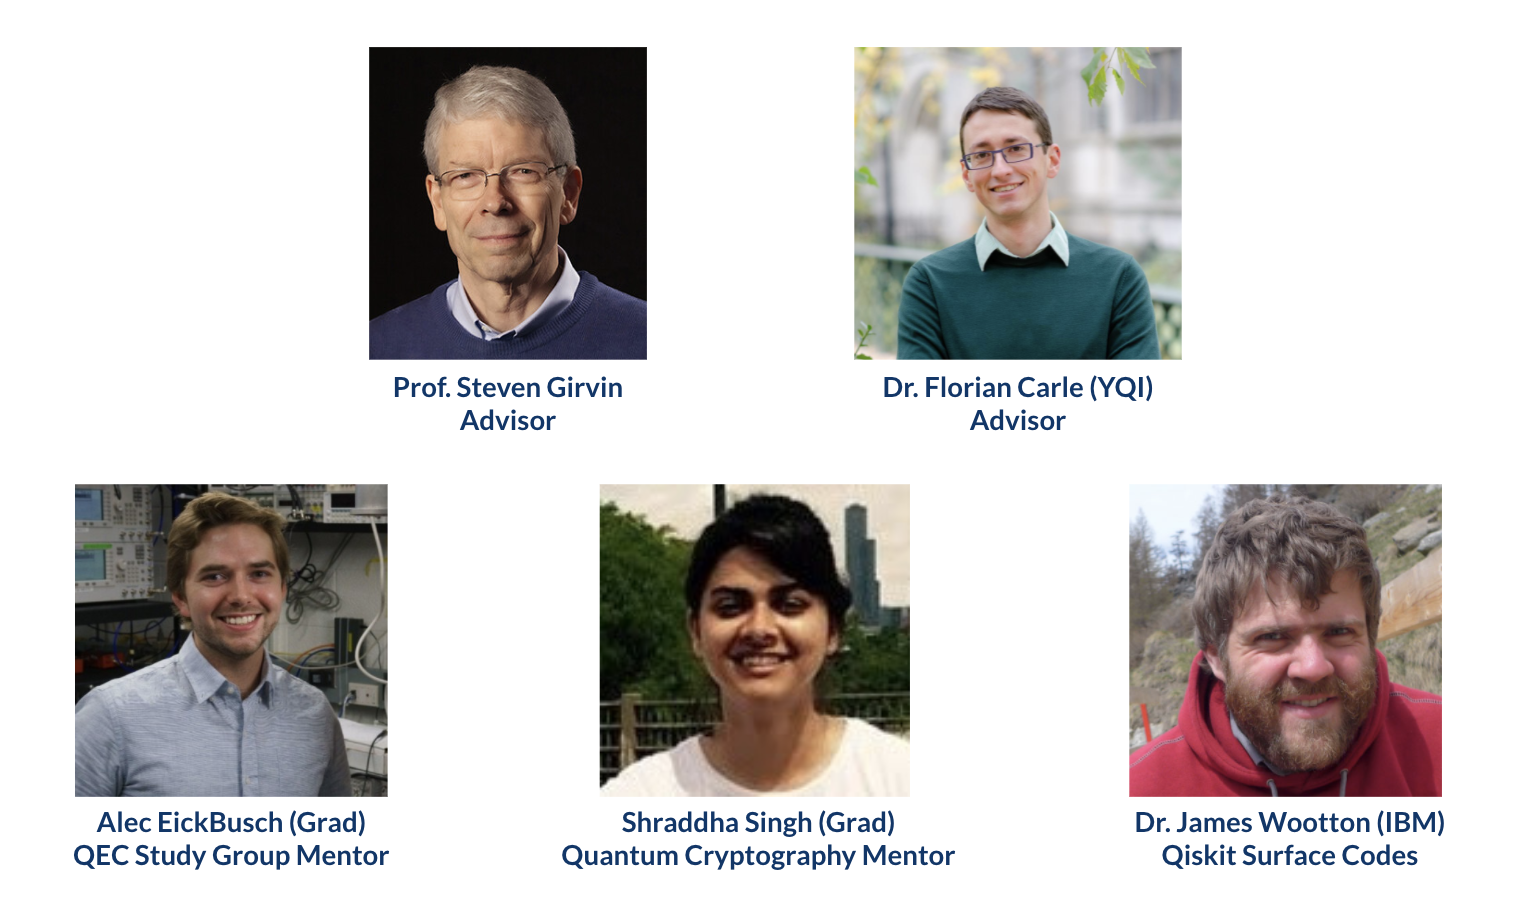 Prof. Steven Girvin
Advisor
Dr. Florian Carle (YQI)
Advisor
Alec EickBusch (Grad)
QEC Study Group Mentor
Shraddha Singh (Grad)
Quantum Cryptography Mentor
Dr. James Wootton (IBM)
Qiskit Surface Codes